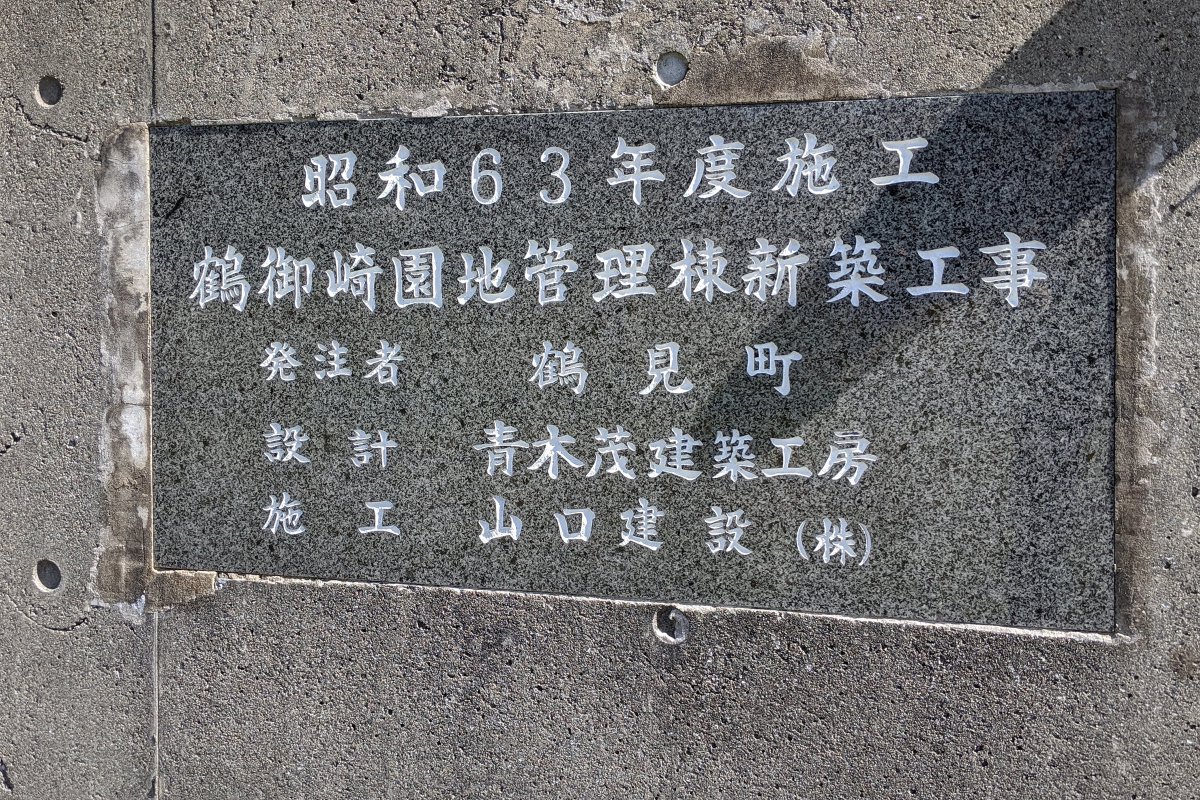 昭和63年度施工
鶴御崎園地管理棟新築工事
発注者 鶴見町
設計 青木茂建築工房
施工 山口建設(株)